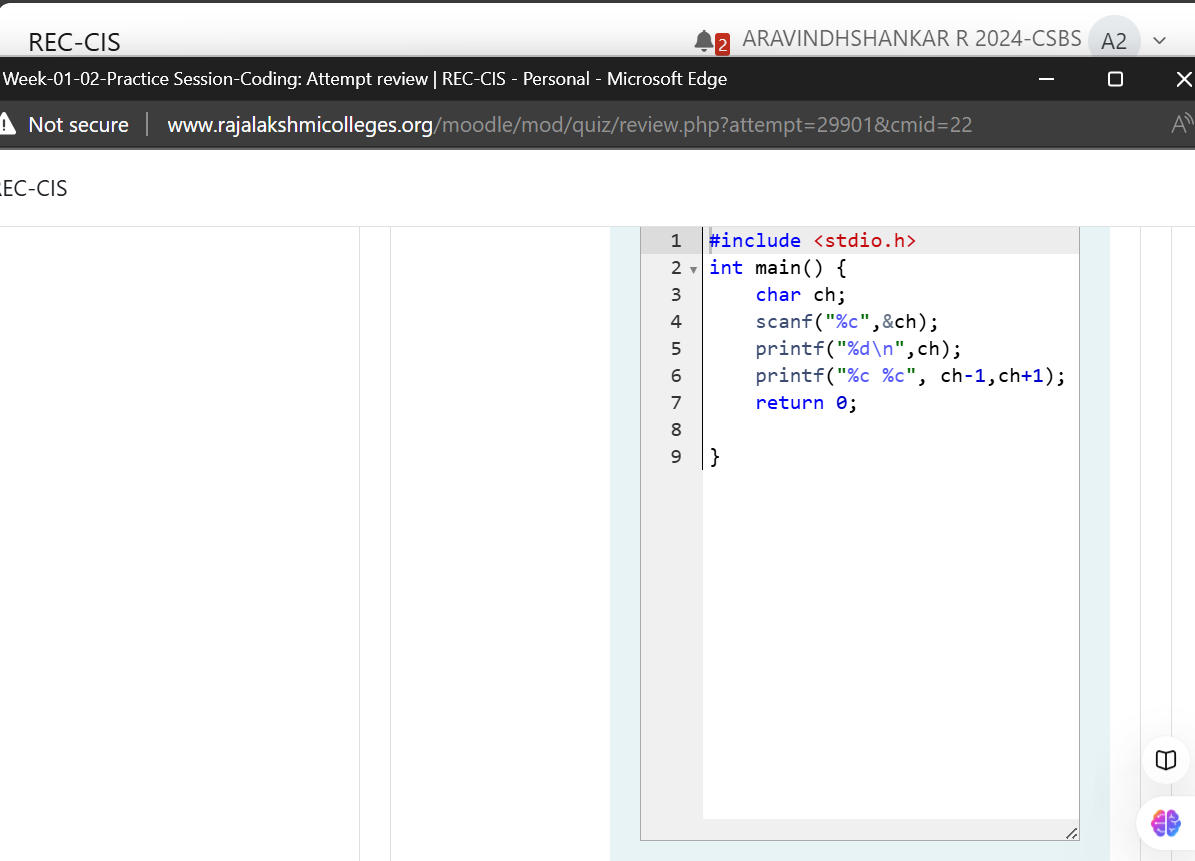 REC-CIS
2 ARAVINDHSHANKAR R 2024-CSBS A2
Week-01-02-Practice Session-Coding: Attempt review | REC-CIS - Personal - Microsoft Edge
Not secure | www.rajalakshmicolleges.org/moodle/mod/quiz/review.php?attempt=29901&cmid=22 A
REC-CIS
1 #include <stdio.h>
2 int main() {
3     char ch;
4     scanf("%c",&ch);
5     printf("%d\n",ch);
6     printf("%c %c", ch-1,ch+1);
7     return 0;
8
9 }